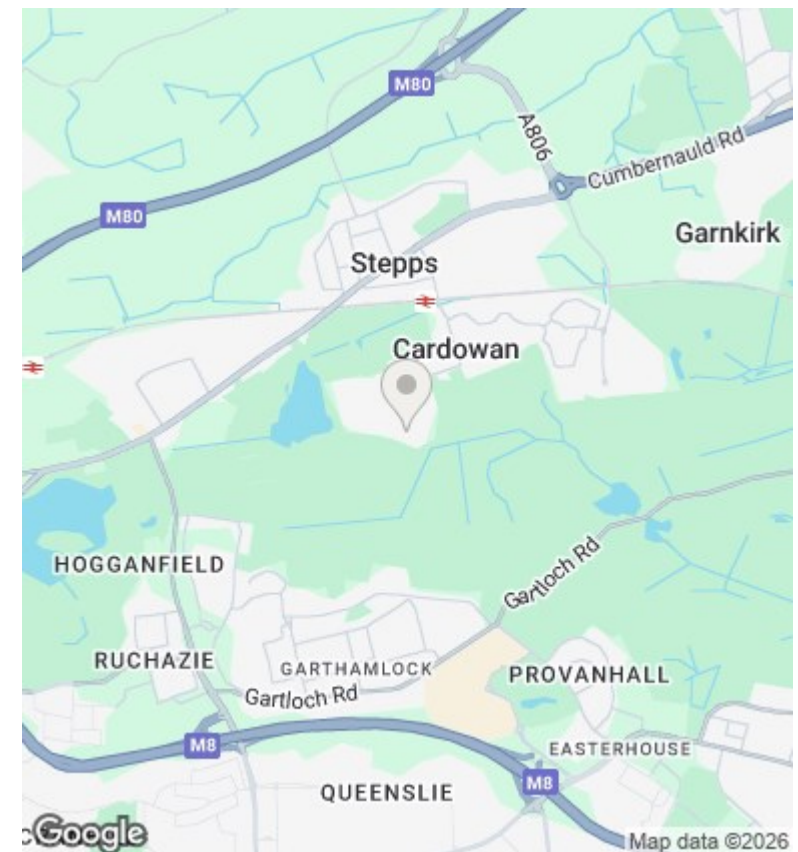 M80
A806
Cumbernauld Rd
M80
Garnkirk
Stepps
Cardowan
Gartloch Rd
HOGGANFIELD
RUCHAZIE
GARTHAMLOCK
PROVANHALL
Gartloch Rd
M8
EASTERHOUSE
M8
QUEENSLIE
Google
Map data ©2026